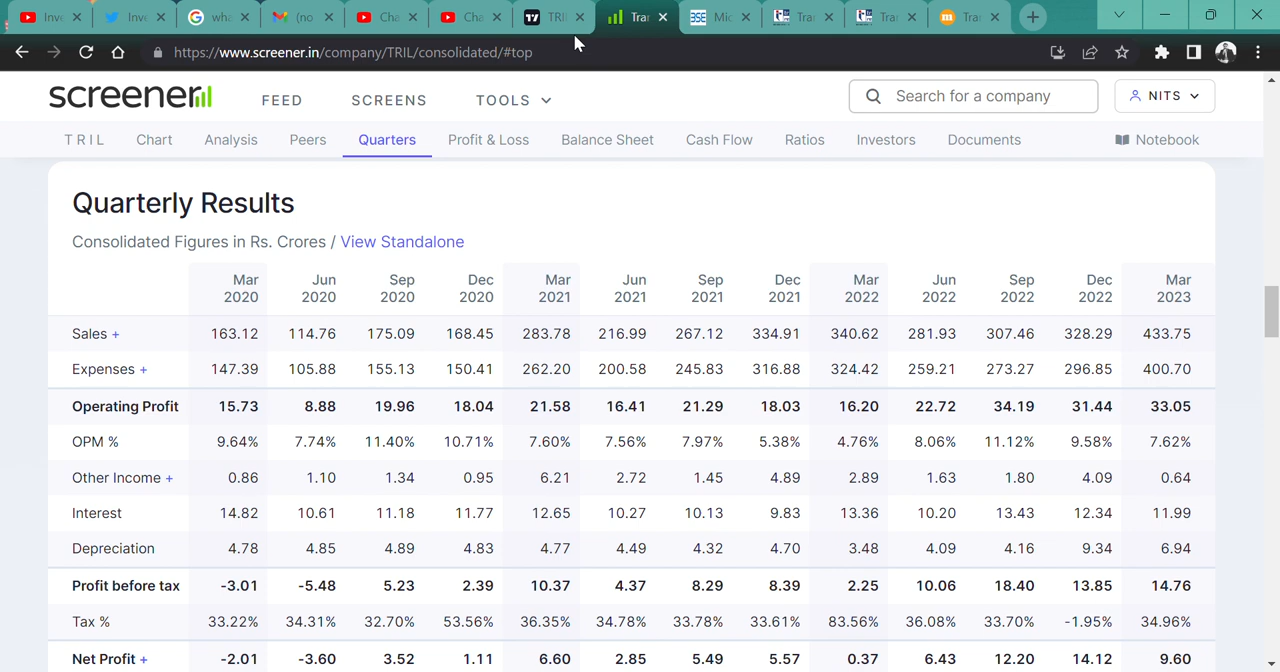 Inve
Inve
wha
(no
Cha
Cha
TRI
Tra
Mic
Tra
Tra
Tra
https://www.screener.in/company/TRIL/consolidated/#top
screener
FEED SCREENS TOOLS
Search for a company
NITS
T R I L Chart Analysis Peers Quarters Profit & Loss Balance Sheet Cash Flow Ratios Investors Documents Notebook
Quarterly Results
Consolidated Figures in Rs. Crores / View Standalone
Mar Jun Sep Dec Mar Jun Sep Dec Mar Jun Sep Dec Mar
2020 2020 2020 2020 2021 2021 2021 2021 2022 2022 2022 2022 2023
Sales + 163.12 114.76 175.09 168.45 283.78 216.99 267.12 334.91 340.62 281.93 307.46 328.29 433.75
Expenses + 147.39 105.88 155.13 150.41 262.20 200.58 245.83 316.88 324.42 259.21 273.27 296.85 400.70
Operating Profit 15.73 8.88 19.96 18.04 21.58 16.41 21.29 18.03 16.20 22.72 34.19 31.44 33.05
OPM % 9.64% 7.74% 11.40% 10.71% 7.60% 7.56% 7.97% 5.38% 4.76% 8.06% 11.12% 9.58% 7.62%
Other Income + 0.86 1.10 1.34 0.95 6.21 2.72 1.45 4.89 2.89 1.63 1.80 4.09 0.64
Interest 14.82 10.61 11.18 11.77 12.65 10.27 10.13 9.83 13.36 10.20 13.43 12.34 11.99
Depreciation 4.78 4.85 4.89 4.83 4.77 4.49 4.32 4.70 3.48 4.09 4.16 9.34 6.94
Profit before tax -3.01 -5.48 5.23 2.39 10.37 4.37 8.29 8.39 2.25 10.06 18.40 13.85 14.76
Tax % 33.22% 34.31% 32.70% 53.56% 36.35% 34.78% 33.78% 33.61% 83.56% 36.08% 33.70% -1.95% 34.96%
Net Profit + -2.01 -3.60 3.52 1.11 6.60 2.85 5.49 5.57 0.37 6.43 12.20 14.12 9.60